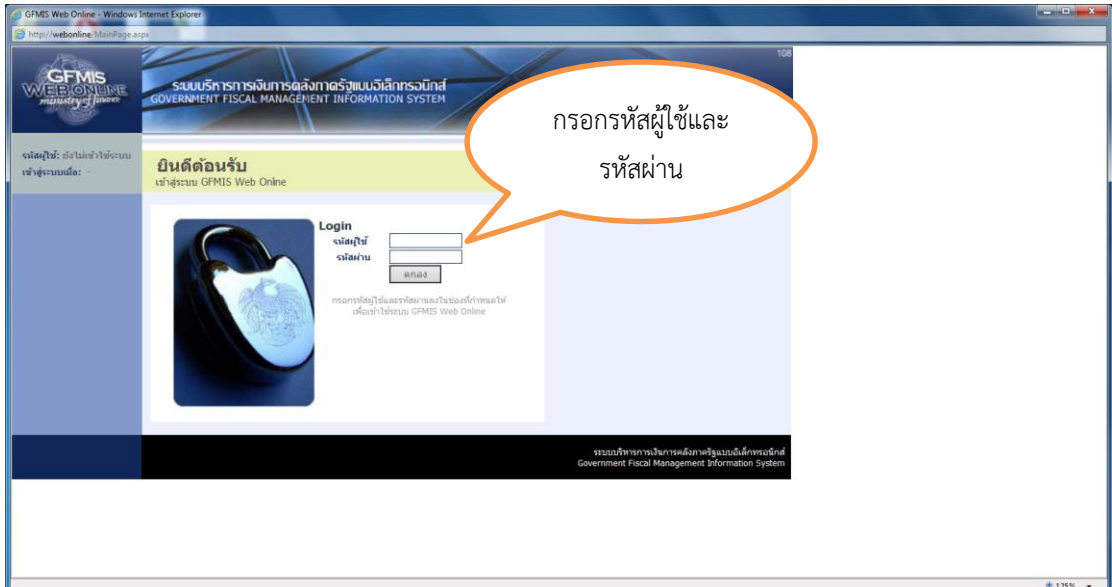 GFMIS Web Online - Windows Internet Explorer
http://webonline/MainPage.aspx
GFMIS
WEB ONLINE
ministry of finance
ระบบบริหารการเงินการคลังภาครัฐแบบอิเล็กทรอนิกส์
GOVERNMENT FISCAL MANAGEMENT INFORMATION SYSTEM
108
กรอกรหัสผู้ใช้และ
รหัสผ่าน
รหัสผู้ใช้: ยังไม่เข้าใช้ระบบ
เข้าสู่ระบบเมื่อ: -
ยินดีต้อนรับ
เข้าสู่ระบบ GFMIS Web Online
Login
รหัสผู้ใช้
รหัสผ่าน
ตกลง
กรอกรหัสผู้ใช้และรหัสผ่านลงในช่องที่กำหนดให้
เพื่อเข้าใช้ระบบ GFMIS Web Online
ระบบบริหารการเงินการคลังภาครัฐแบบอิเล็กทรอนิกส์
Government Fiscal Management Information System
125%